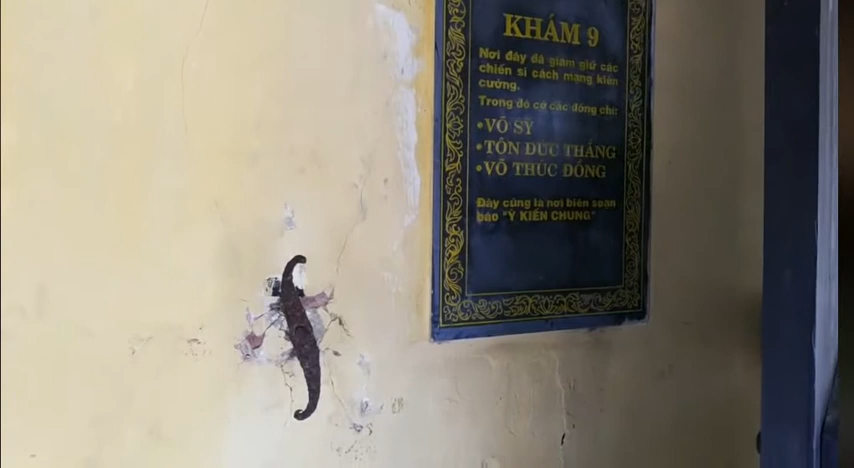 KHÁM 9
Nơi đây đã giam giữ các
chiến sĩ cách mạng kiên
cường.
Trong đó có các đồng chí:
•VÕ SỸ
•TÔN ĐỨC THẮNG
•VÕ THÚC ĐỒNG
Đây cũng là nơi biên soạn
báo "Ý KIẾN CHUNG"